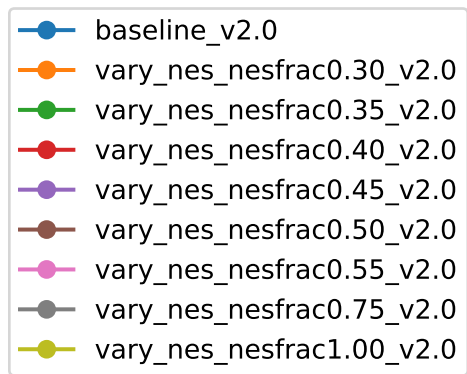 baseline_v2.0
vary_nes_nesfrac0.30_v2.0
vary_nes_nesfrac0.35_v2.0
vary_nes_nesfrac0.40_v2.0
vary_nes_nesfrac0.45_v2.0
vary_nes_nesfrac0.50_v2.0
vary_nes_nesfrac0.55_v2.0
vary_nes_nesfrac0.75_v2.0
vary_nes_nesfrac1.00_v2.0